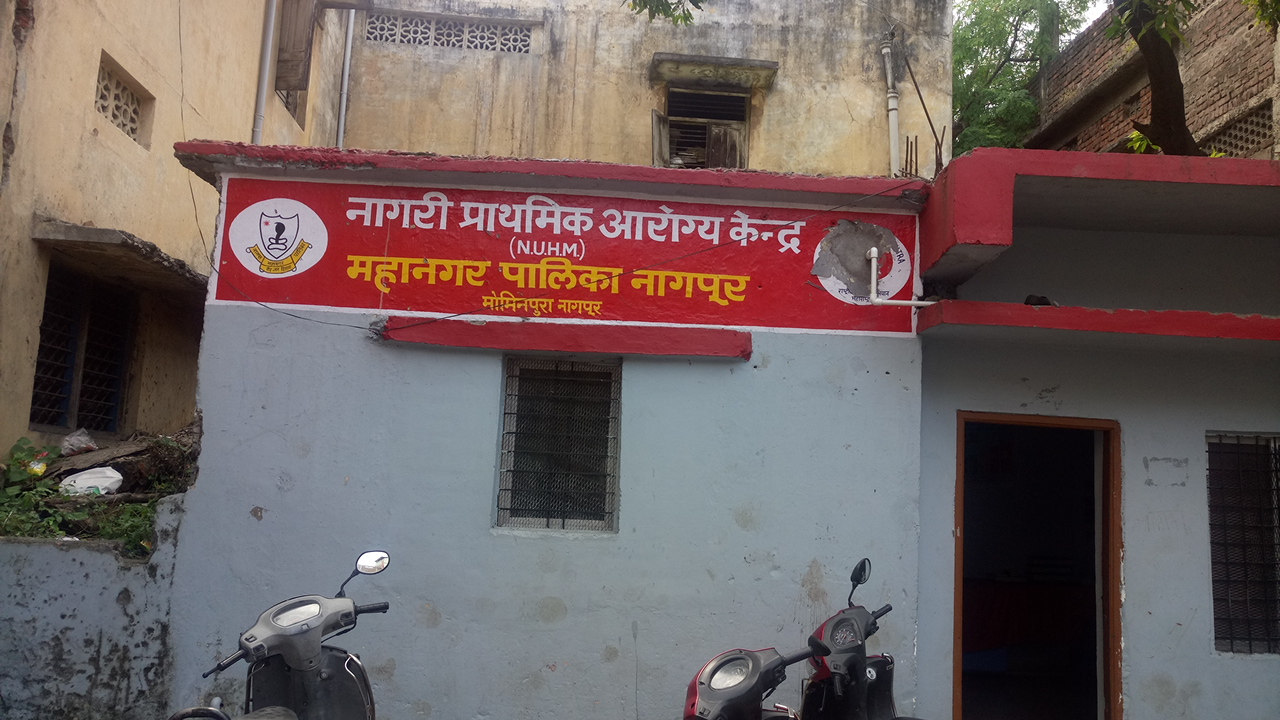 नागरी प्राथमिक आरोग्य केन्द्र
(N.U.H.M.)
महानगर पालिका नागपूर
मोमिनपुरा नागपूर